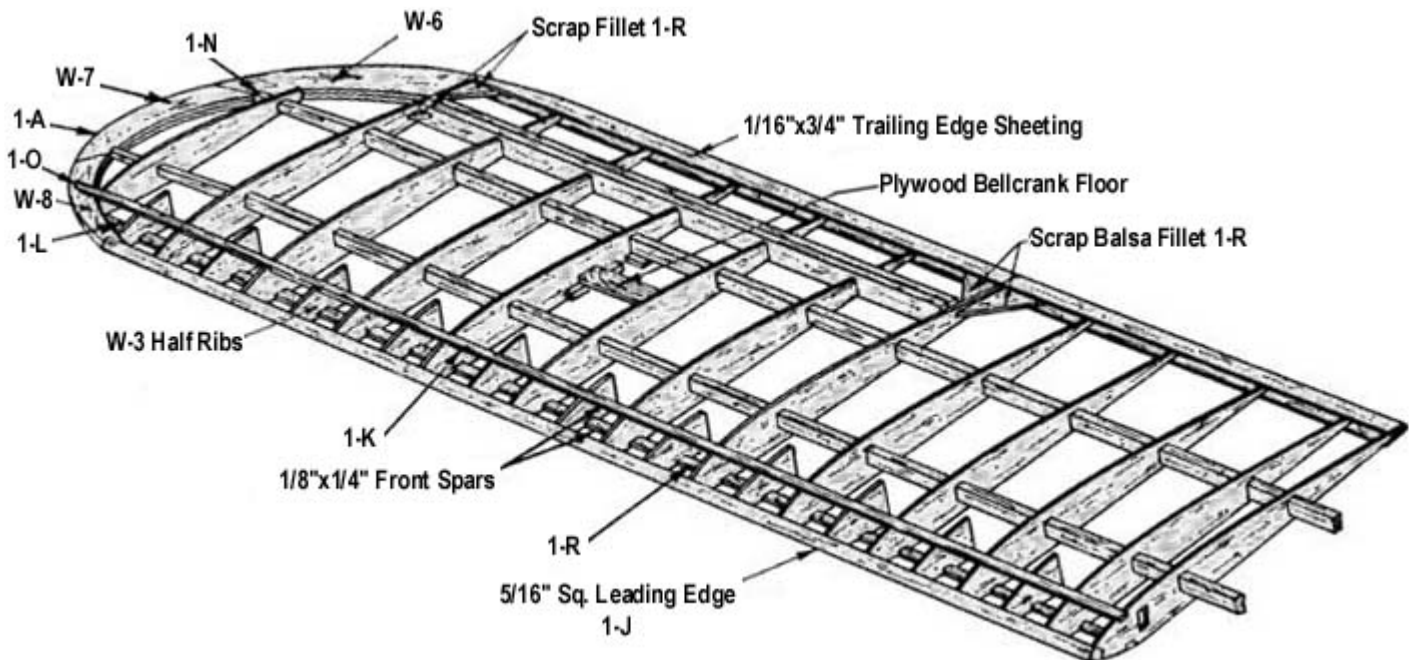 W-6
Scrap Fillet 1-R
1-N
W-7
1-A
1/16"x3/4" Trailing Edge Sheeting
1-O
Plywood Bellcrank Floor
W-8
Scrap Balsa Fillet 1-R
1-L
W-3 Half Ribs
1-K
1/8"x1/4" Front Spars
1-R
5/16" Sq. Leading Edge
1-J